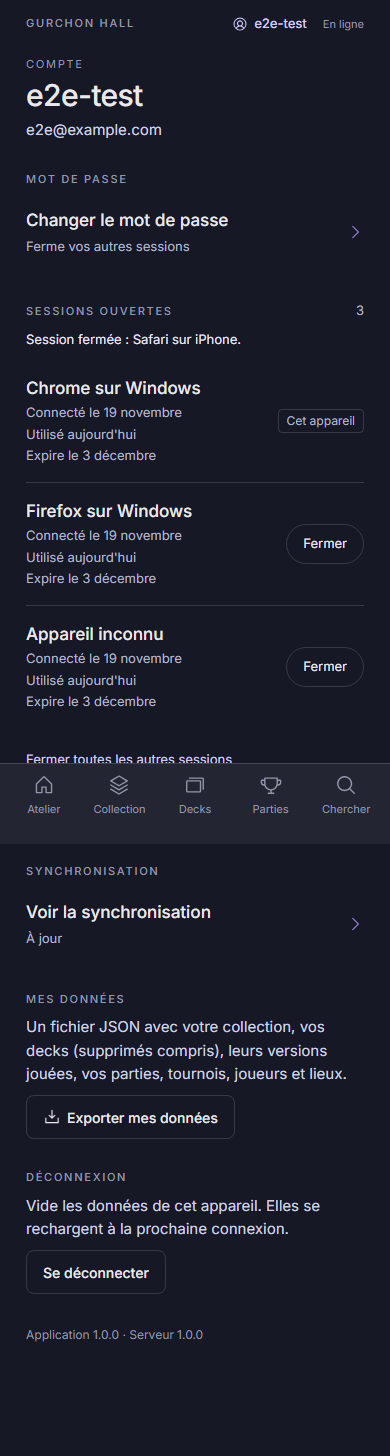 GURCHON HALL
e2e-test
En ligne
COMPTE
e2e-test
e2e@example.com
MOT DE PASSE
Changer le mot de passe
Ferme vos autres sessions
SESSIONS OUVERTES
3
Session fermée : Safari sur iPhone.
Chrome sur Windows
Connecté le 19 novembre
Utilisé aujourd'hui
Expire le 3 décembre
Cet appareil
Firefox sur Windows
Connecté le 19 novembre
Utilisé aujourd'hui
Expire le 3 décembre
Fermer
Appareil inconnu
Connecté le 19 novembre
Utilisé aujourd'hui
Expire le 3 décembre
Fermer
Fermer toutes les autres sessions
Atelier
Collection
Decks
Parties
Chercher
SYNCHRONISATION
Voir la synchronisation
À jour
MES DONNÉES
Un fichier JSON avec votre collection, vos
decks (supprimés compris), leurs versions
jouées, vos parties, tournois, joueurs et lieux.
Exporter mes données
DÉCONNEXION
Vide les données de cet appareil. Elles se
rechargent à la prochaine connexion.
Se déconnecter
Application 1.0.0 · Serveur 1.0.0